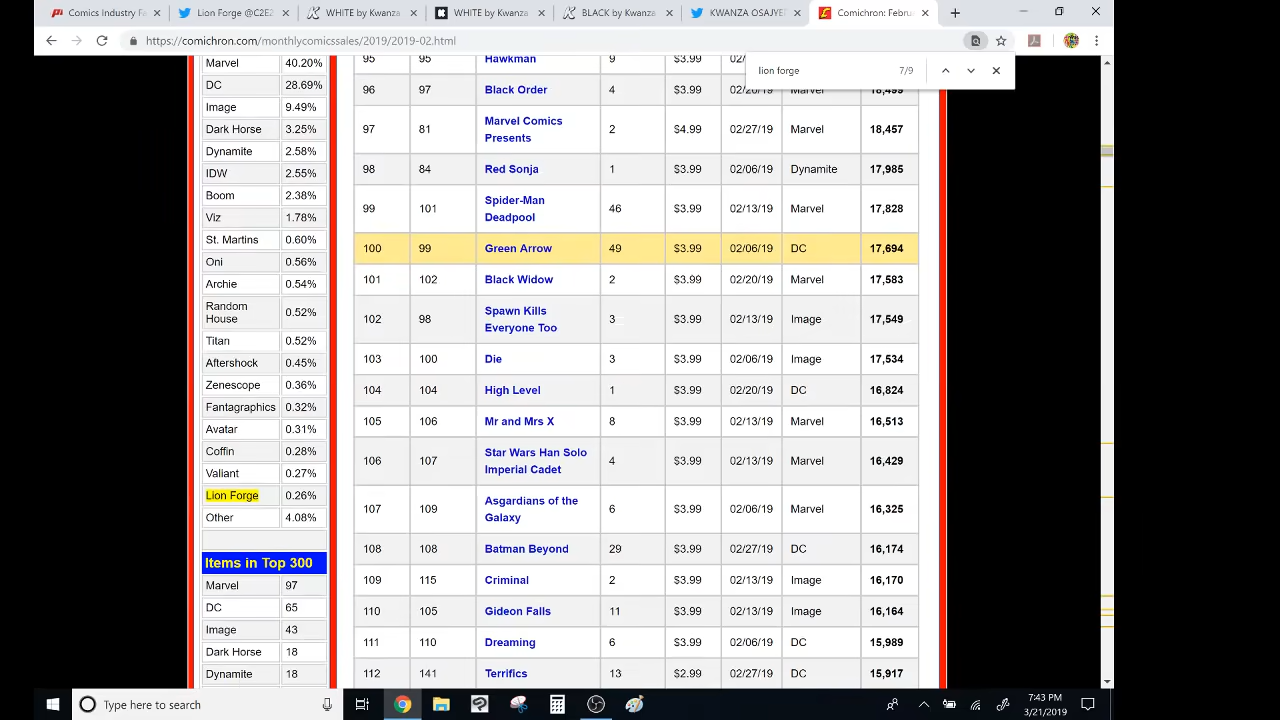 Comics Industry Fa
Lion Forge @C2E2
WHITE by Kwanza
WHITE by Kwanza
BLACK by Kwanza
KWANZA OSAJYEF
Comichron: Februa
https://comichron.com/monthlycomicssales/2019/2019-02.html
lion forge 7/9
Marvel 40.20%
DC 28.69%
Image 9.49%
Dark Horse 3.25%
Dynamite 2.58%
IDW 2.55%
Boom 2.38%
Viz 1.78%
St. Martins 0.60%
Oni 0.56%
Archie 0.54%
Random
House 0.52%
Titan 0.52%
Aftershock 0.45%
Zenescope 0.36%
Fantagraphics 0.32%
Avatar 0.31%
Coffin 0.28%
Valiant 0.27%
Lion Forge 0.26%
Other 4.08%
Items in Top 300
Marvel 97
DC 65
Image 43
Dark Horse 18
Dynamite 18
95 95 Hawkman 9 $3.99
96 97 Black Order 4 $3.99 02/20/19 Marvel 18,499
97 81 Marvel Comics
Presents 2 $4.99 02/27/19 Marvel 18,457
98 84 Red Sonja 1 $3.99 02/06/19 Dynamite 17,985
99 101 Spider-Man
Deadpool 46 $3.99 02/13/19 Marvel 17,828
100 99 Green Arrow 49 $3.99 02/06/19 DC 17,694
101 102 Black Widow 2 $3.99 02/20/19 Marvel 17,583
102 98 Spawn Kills
Everyone Too 3 $3.99 02/13/19 Image 17,549
103 100 Die 3 $3.99 02/06/19 Image 17,534
104 104 High Level 1 $3.99 02/20/19 DC 16,824
105 106 Mr and Mrs X 8 $3.99 02/13/19 Marvel 16,513
106 107 Star Wars Han Solo
Imperial Cadet 4 $3.99 02/13/19 Marvel 16,429
107 109 Asgardians of the
Galaxy 6 $3.99 02/06/19 Marvel 16,325
108 108 Batman Beyond 29 $3.99 02/27/19 DC 16,174
109 115 Criminal 2 $3.99 02/13/19 Image 16,170
110 105 Gideon Falls 11 $3.99 02/13/19 Image 16,164
111 110 Dreaming 6 $3.99 02/06/19 DC 15,989
112 141 Terrifics 13 $2.99 02/27/19 DC 15,917
Type here to search
7:43 PM
3/21/2019